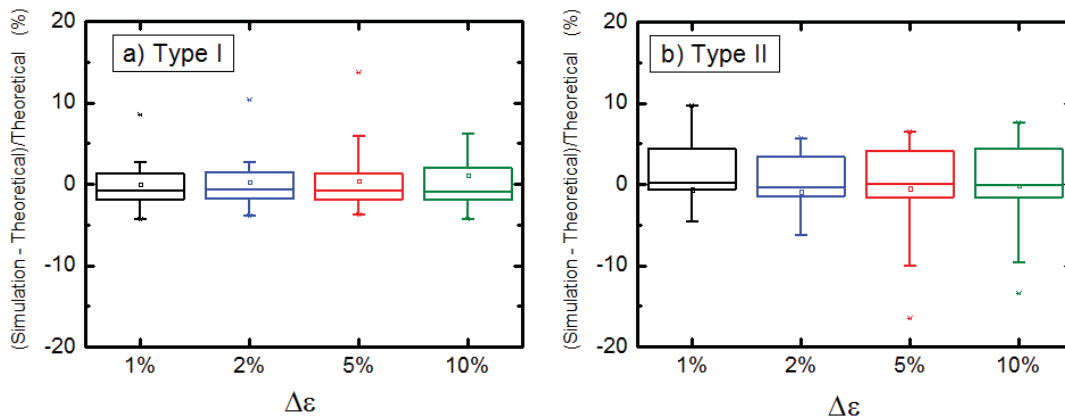 (Simulation - Theoretical)/Theoretical (%)
20
10
0
-10
-20
a) Type I
1% 2% 5% 10%
Δε
(Simulation - Theoretical)/Theoretical (%)
20
10
0
-10
-20
b) Type II
1% 2% 5% 10%
Δε